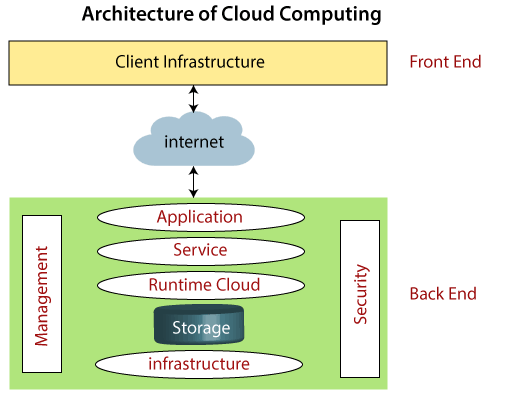 Architecture of Cloud Computing
Client Infrastructure
Front End
internet
Application
Service
Runtime Cloud
Storage
infrastructure
Management
Security
Back End